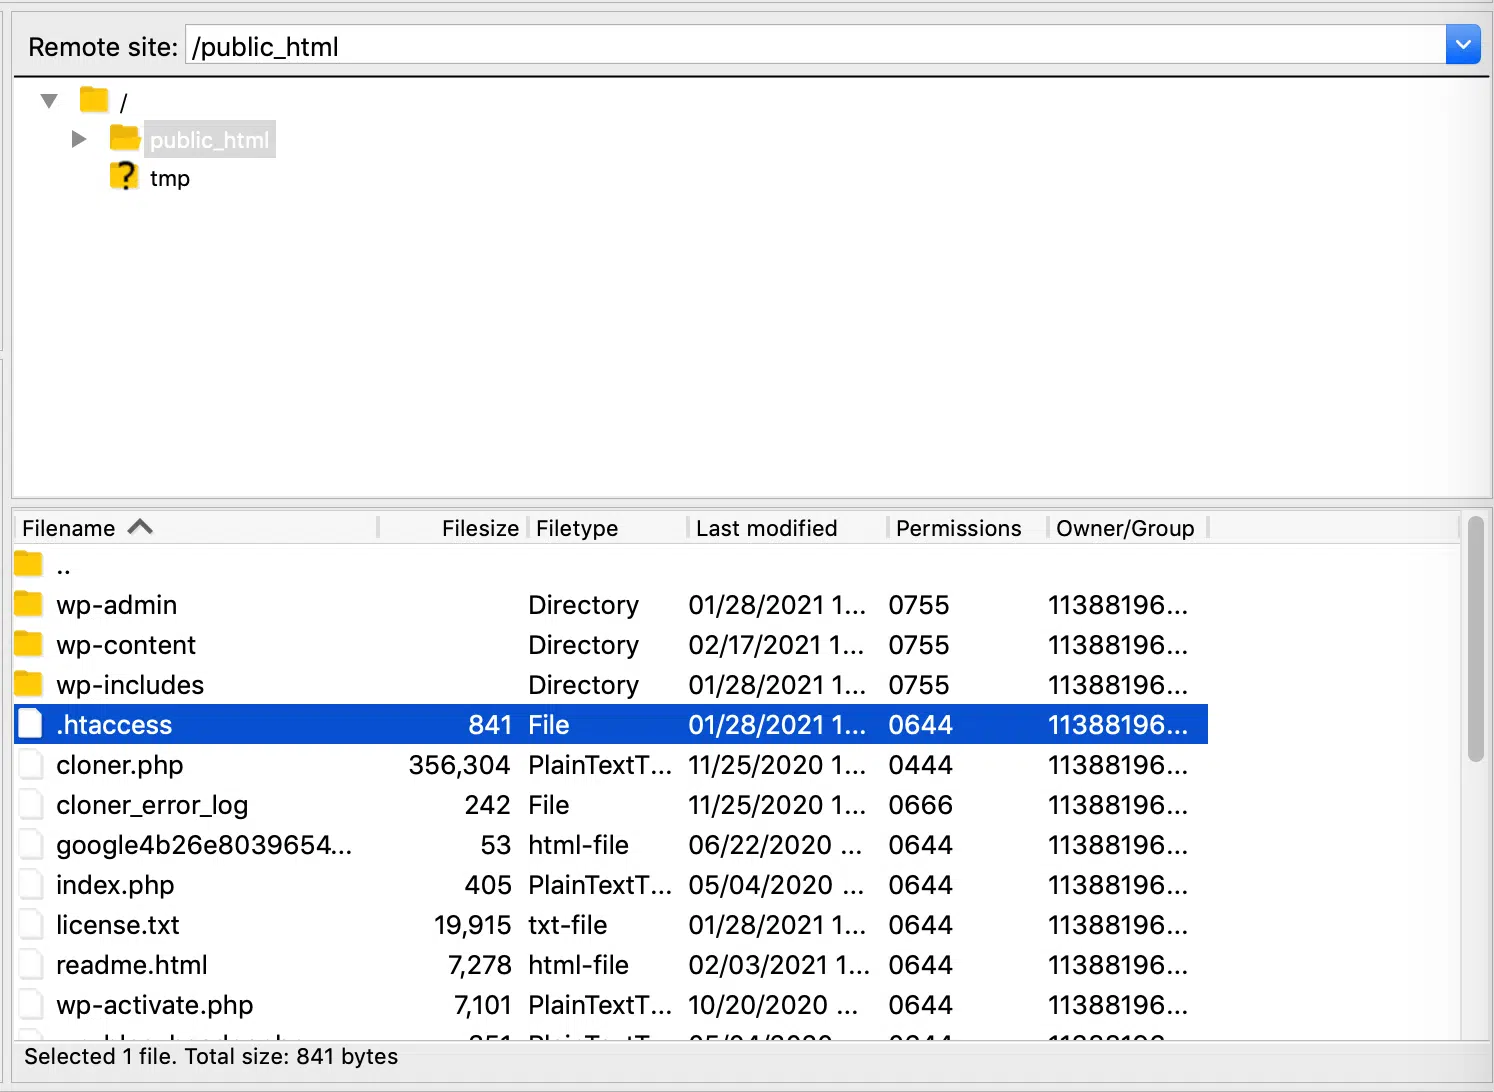 Remote site: /public_html
/
public_html
? tmp
Filename Filesize Filetype Last modified Permissions Owner/Group
..
wp-admin Directory 01/28/2021 1... 0755 11388196...
wp-content Directory 02/17/2021 1... 0755 11388196...
wp-includes Directory 01/28/2021 1... 0755 11388196...
.htaccess 841 File 01/28/2021 1... 0644 11388196...
cloner.php 356,304 PlainTextT... 11/25/2020 1... 0444 11388196...
cloner_error_log 242 File 11/25/2020 1... 0666 11388196...
google4b26e8039654... 53 html-file 06/22/2020 ... 0644 11388196...
index.php 405 PlainTextT... 05/04/2020 ... 0644 11388196...
license.txt 19,915 txt-file 01/28/2021 1... 0644 11388196...
readme.html 7,278 html-file 02/03/2021 1... 0644 11388196...
wp-activate.php 7,101 PlainTextT... 10/20/2020 ... 0644 11388196...
Selected 1 file. Total size: 841 bytes